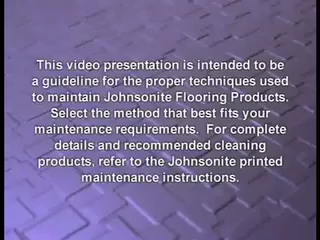 This video presentation is intended to be
a guideline for the proper techniques used
to maintain Johnsonite Flooring Products.
Select the method that best fits your
maintenance requirements.  For complete
details and recommended cleaning
products, refer to the Johnsonite printed
maintenance instructions.